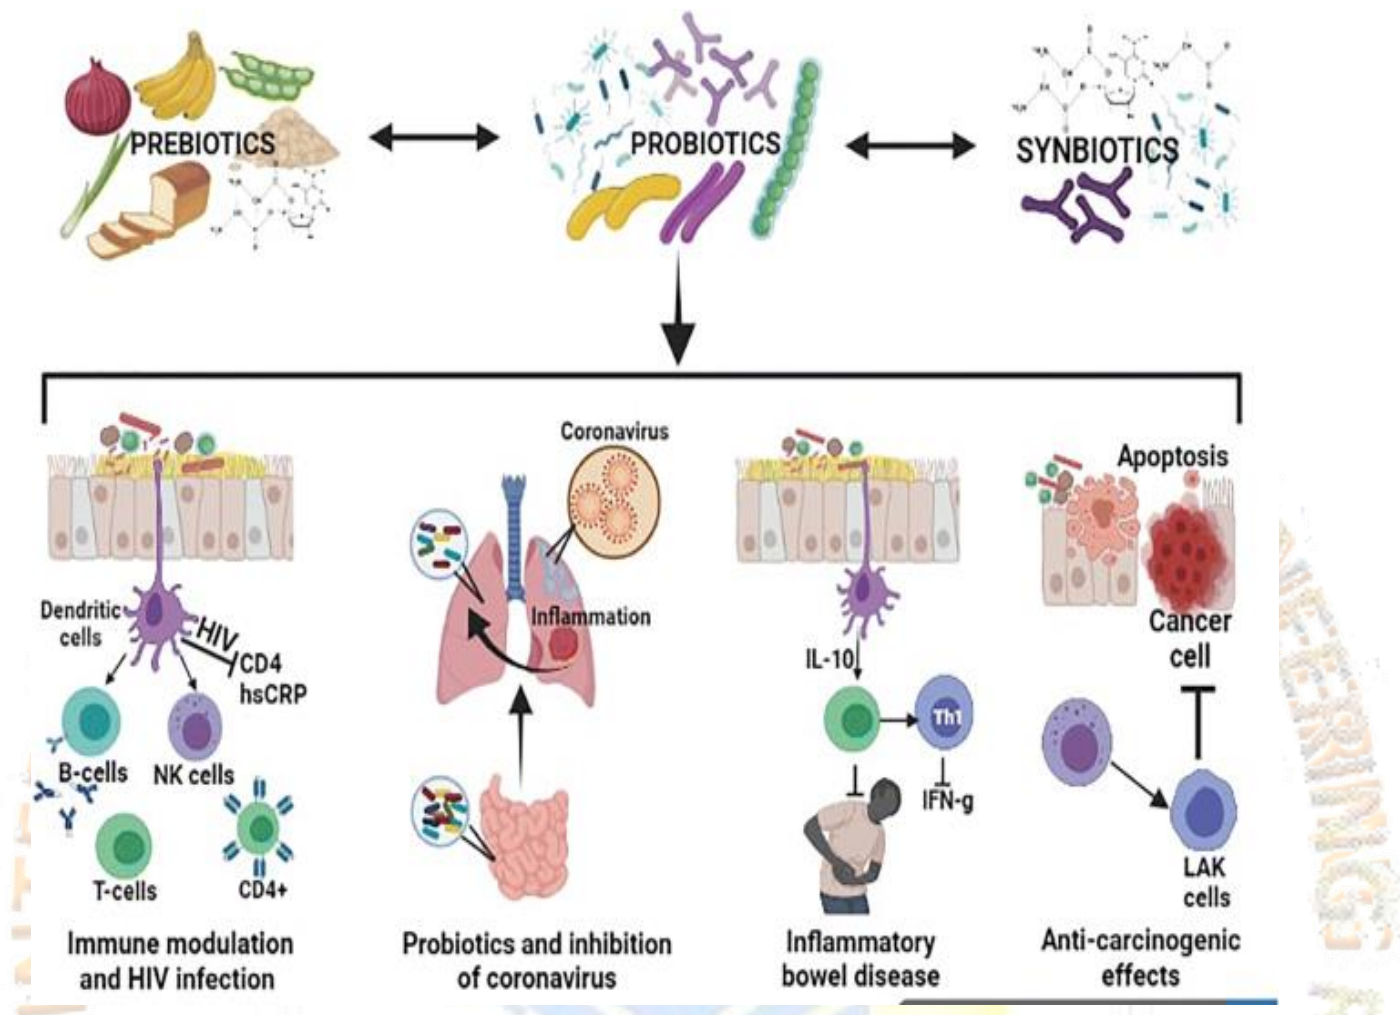 PREBIOTICS
PROBIOTICS
SYNBIOTICS
Dendritic
cells
HIV
CD4
hsCRP
B-cells
NK cells
T-cells
CD4+
Immune modulation
and HIV infection
Coronavirus
Inflammation
Probiotics and inhibition
of coronavirus
IL-10
Th1
IFN-g
Inflammatory
bowel disease
Apoptosis
Cancer
cell
LAK
cells
Anti-carcinogenic
effects